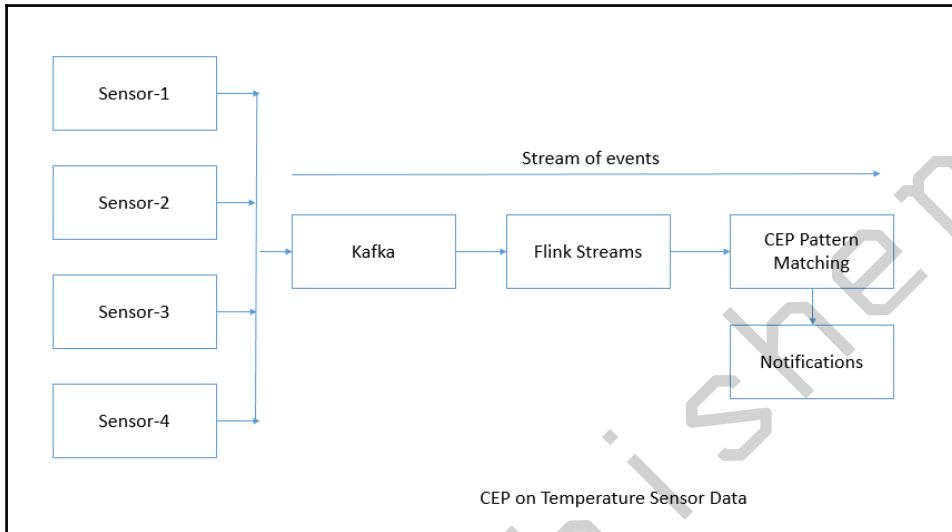 Sensor-1
Sensor-2
Sensor-3
Sensor-4
Stream of events
Kafka
Flink Streams
CEP Pattern
Matching
Notifications
CEP on Temperature Sensor Data